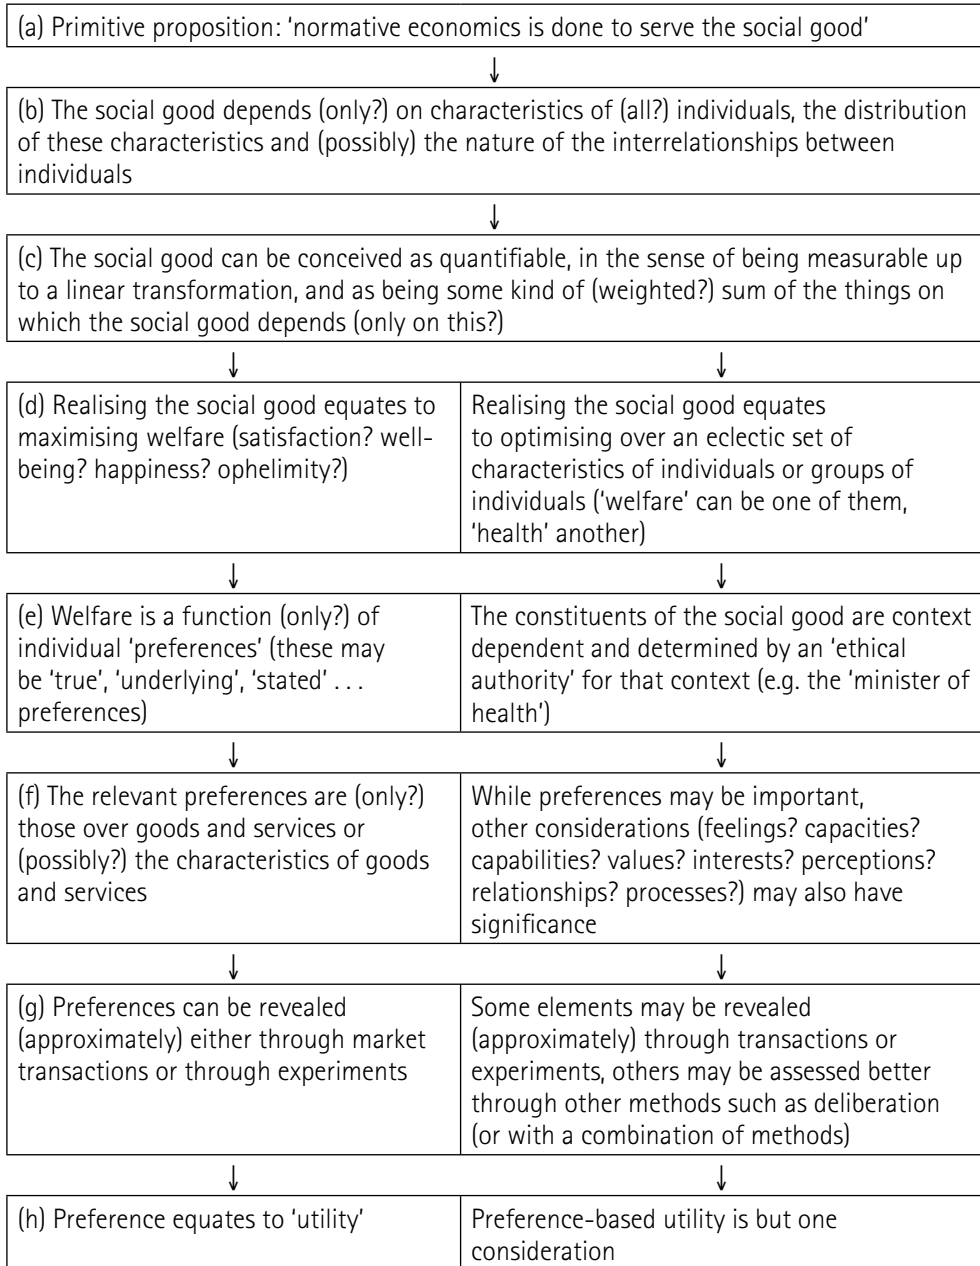 (a) Primitive proposition: ‘normative economics is done to serve the social good’
↓
(b) The social good depends (only?) on characteristics of (all?) individuals, the distribution
of these characteristics and (possibly) the nature of the interrelationships between
individuals
↓
(c) The social good can be conceived as quantifiable, in the sense of being measurable up
to a linear transformation, and as being some kind of (weighted?) sum of the things on
which the social good depends (only on this?)
↓
↓
(d) Realising the social good equates to
maximising welfare (satisfaction? well-
being? happiness? ophelimity?)
Realising the social good equates
to optimising over an eclectic set of
characteristics of individuals or groups of
individuals (‘welfare’ can be one of them,
‘health’ another)
↓
↓
(e) Welfare is a function (only?) of
individual ‘preferences’ (these may
be ‘true’, ‘underlying’, ‘stated’ . . .
preferences)
The constituents of the social good are context
dependent and determined by an ‘ethical
authority’ for that context (e.g. the ‘minister of
health’)
↓
↓
(f) The relevant preferences are (only?)
those over goods and services or
(possibly?) the characteristics of goods
and services
While preferences may be important,
other considerations (feelings? capacities?
capabilities? values? interests? perceptions?
relationships? processes?) may also have
significance
↓
↓
(g) Preferences can be revealed
(approximately) either through market
transactions or through experiments
Some elements may be revealed
(approximately) through transactions or
experiments, others may be assessed better
through other methods such as deliberation
(or with a combination of methods)
↓
↓
(h) Preference equates to ‘utility’
Preference-based utility is but one
consideration